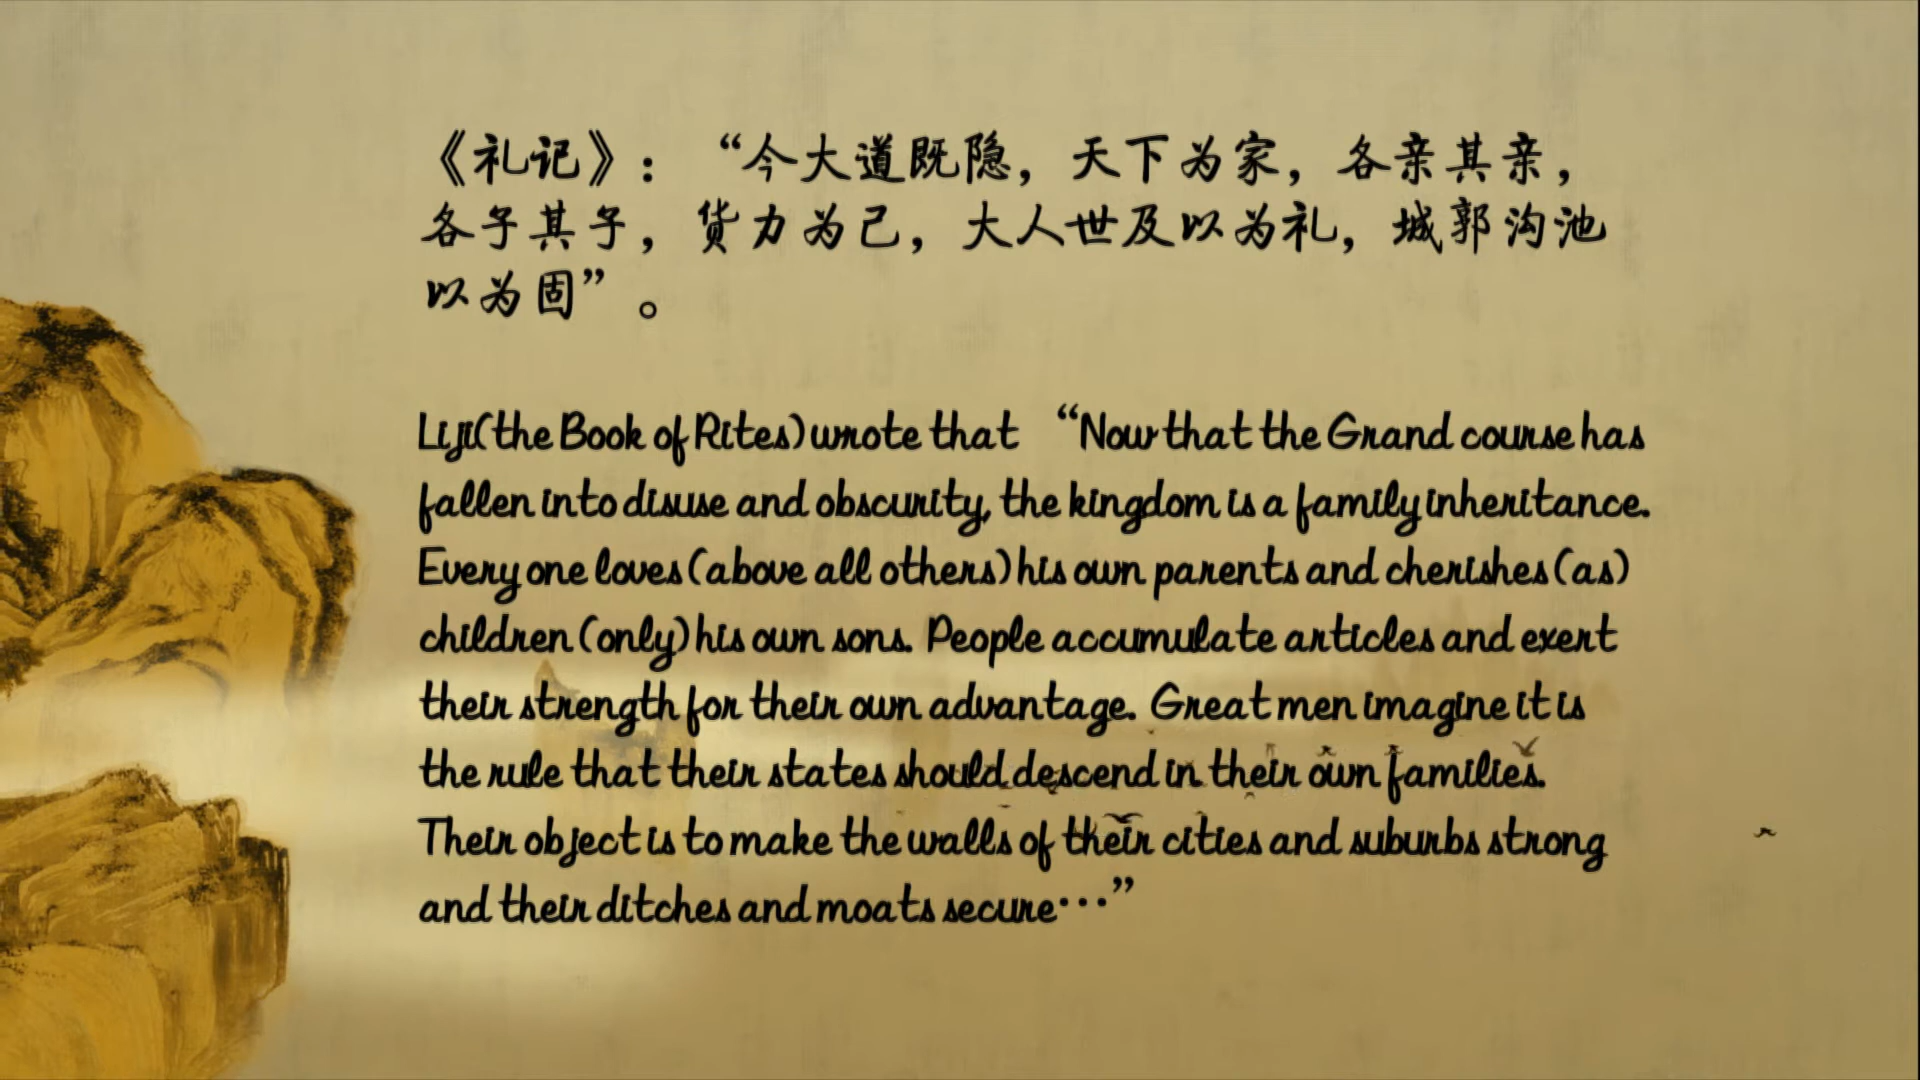 《礼记》：“今大道既隐，天下为家，各亲其亲，
各子其子，货力为己，大人世及以为礼，城郭沟池
以为固”。
Liji(the Book of Rites) wrote that “Now that the Grand course has
fallen into disuse and obscurity, the kingdom is a family inheritance.
Every one loves (above all others) his own parents and cherishes (as)
children (only) his own sons. People accumulate articles and exert
their strength for their own advantage. Great men imagine it is
the rule that their states should descend in their own families.
Their object is to make the walls of their cities and suburbs strong
and their ditches and moats secure…”